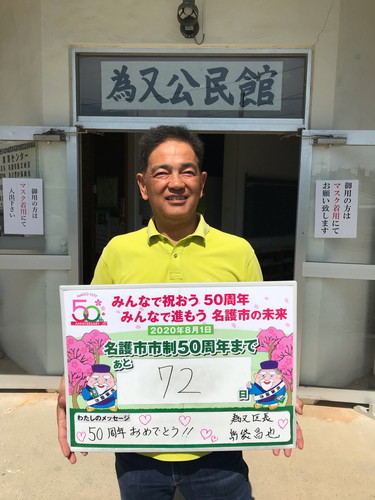 為又公民館
御用の方は
マスク着用にて
入出下さい
御用の方は
マスク着用にて
お願い致します
50th
ANNIVERSARY
みんなで祝おう 50周年
みんなで進もう 名護市の未来
2020年8月1日
名護市市制50周年まで
あと
72
日
わたしのメッセージ
50周年おめでとう!!
為又区長